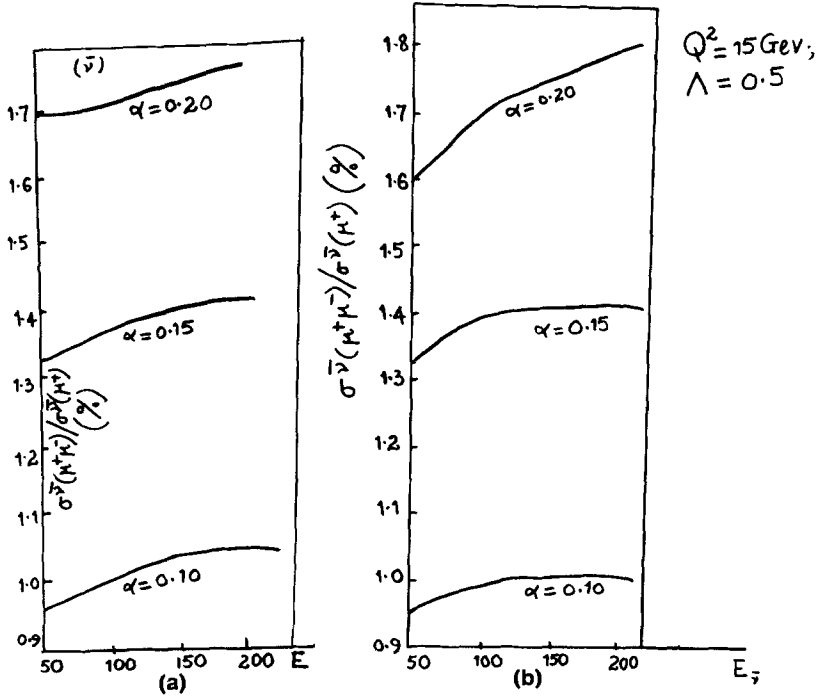 (ν̄)
1.7
1.6
1.5
1.4
1.3
1.2
1.1
1.0
0.9
α=0.20
α=0.15
α=0.10
σ^ν̄(μ⁺μ⁻)/σ^ν̄(μ⁺)
(%)
50 100 150 200 E
(a)
1.8
1.7
1.6
1.5
1.4
1.3
1.2
1.1
1.0
0.9
α=0.20
α=0.15
α=0.10
σ^ν̄(μ⁺μ⁻)/σ^ν̄(μ⁺) (%)
50 100 150 200 E_ν̄
(b)
Q² = 15 GeV;
Λ = 0.5